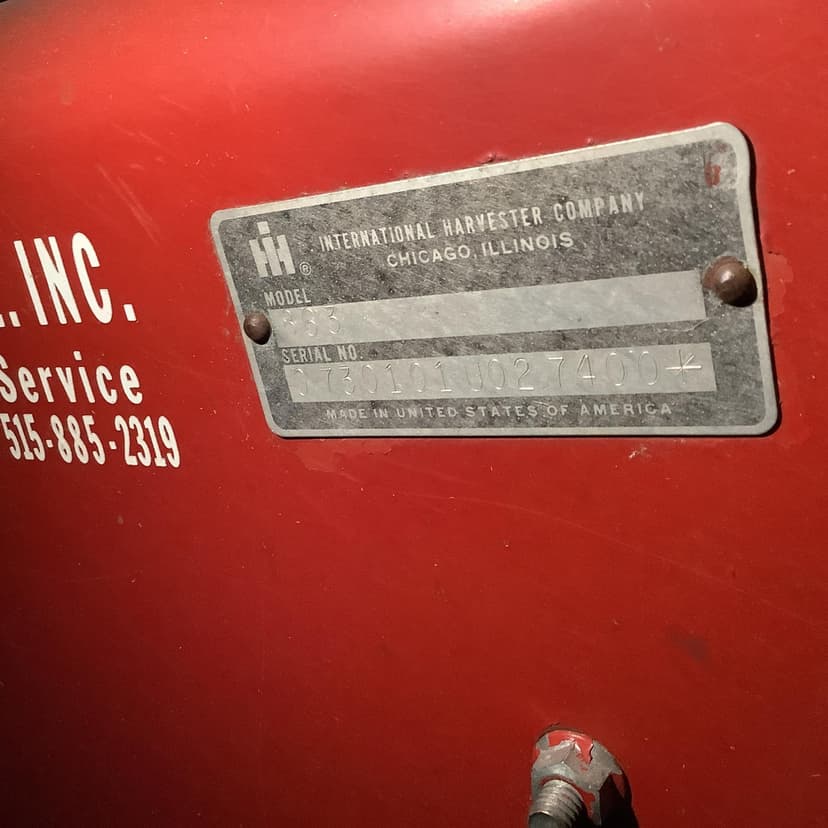 . INC.
Service
515-885-2319
IH ®
INTERNATIONAL HARVESTER COMPANY
CHICAGO, ILLINOIS
MODEL
SERIAL NO.
0730101U027400*
MADE IN UNITED STATES OF AMERICA